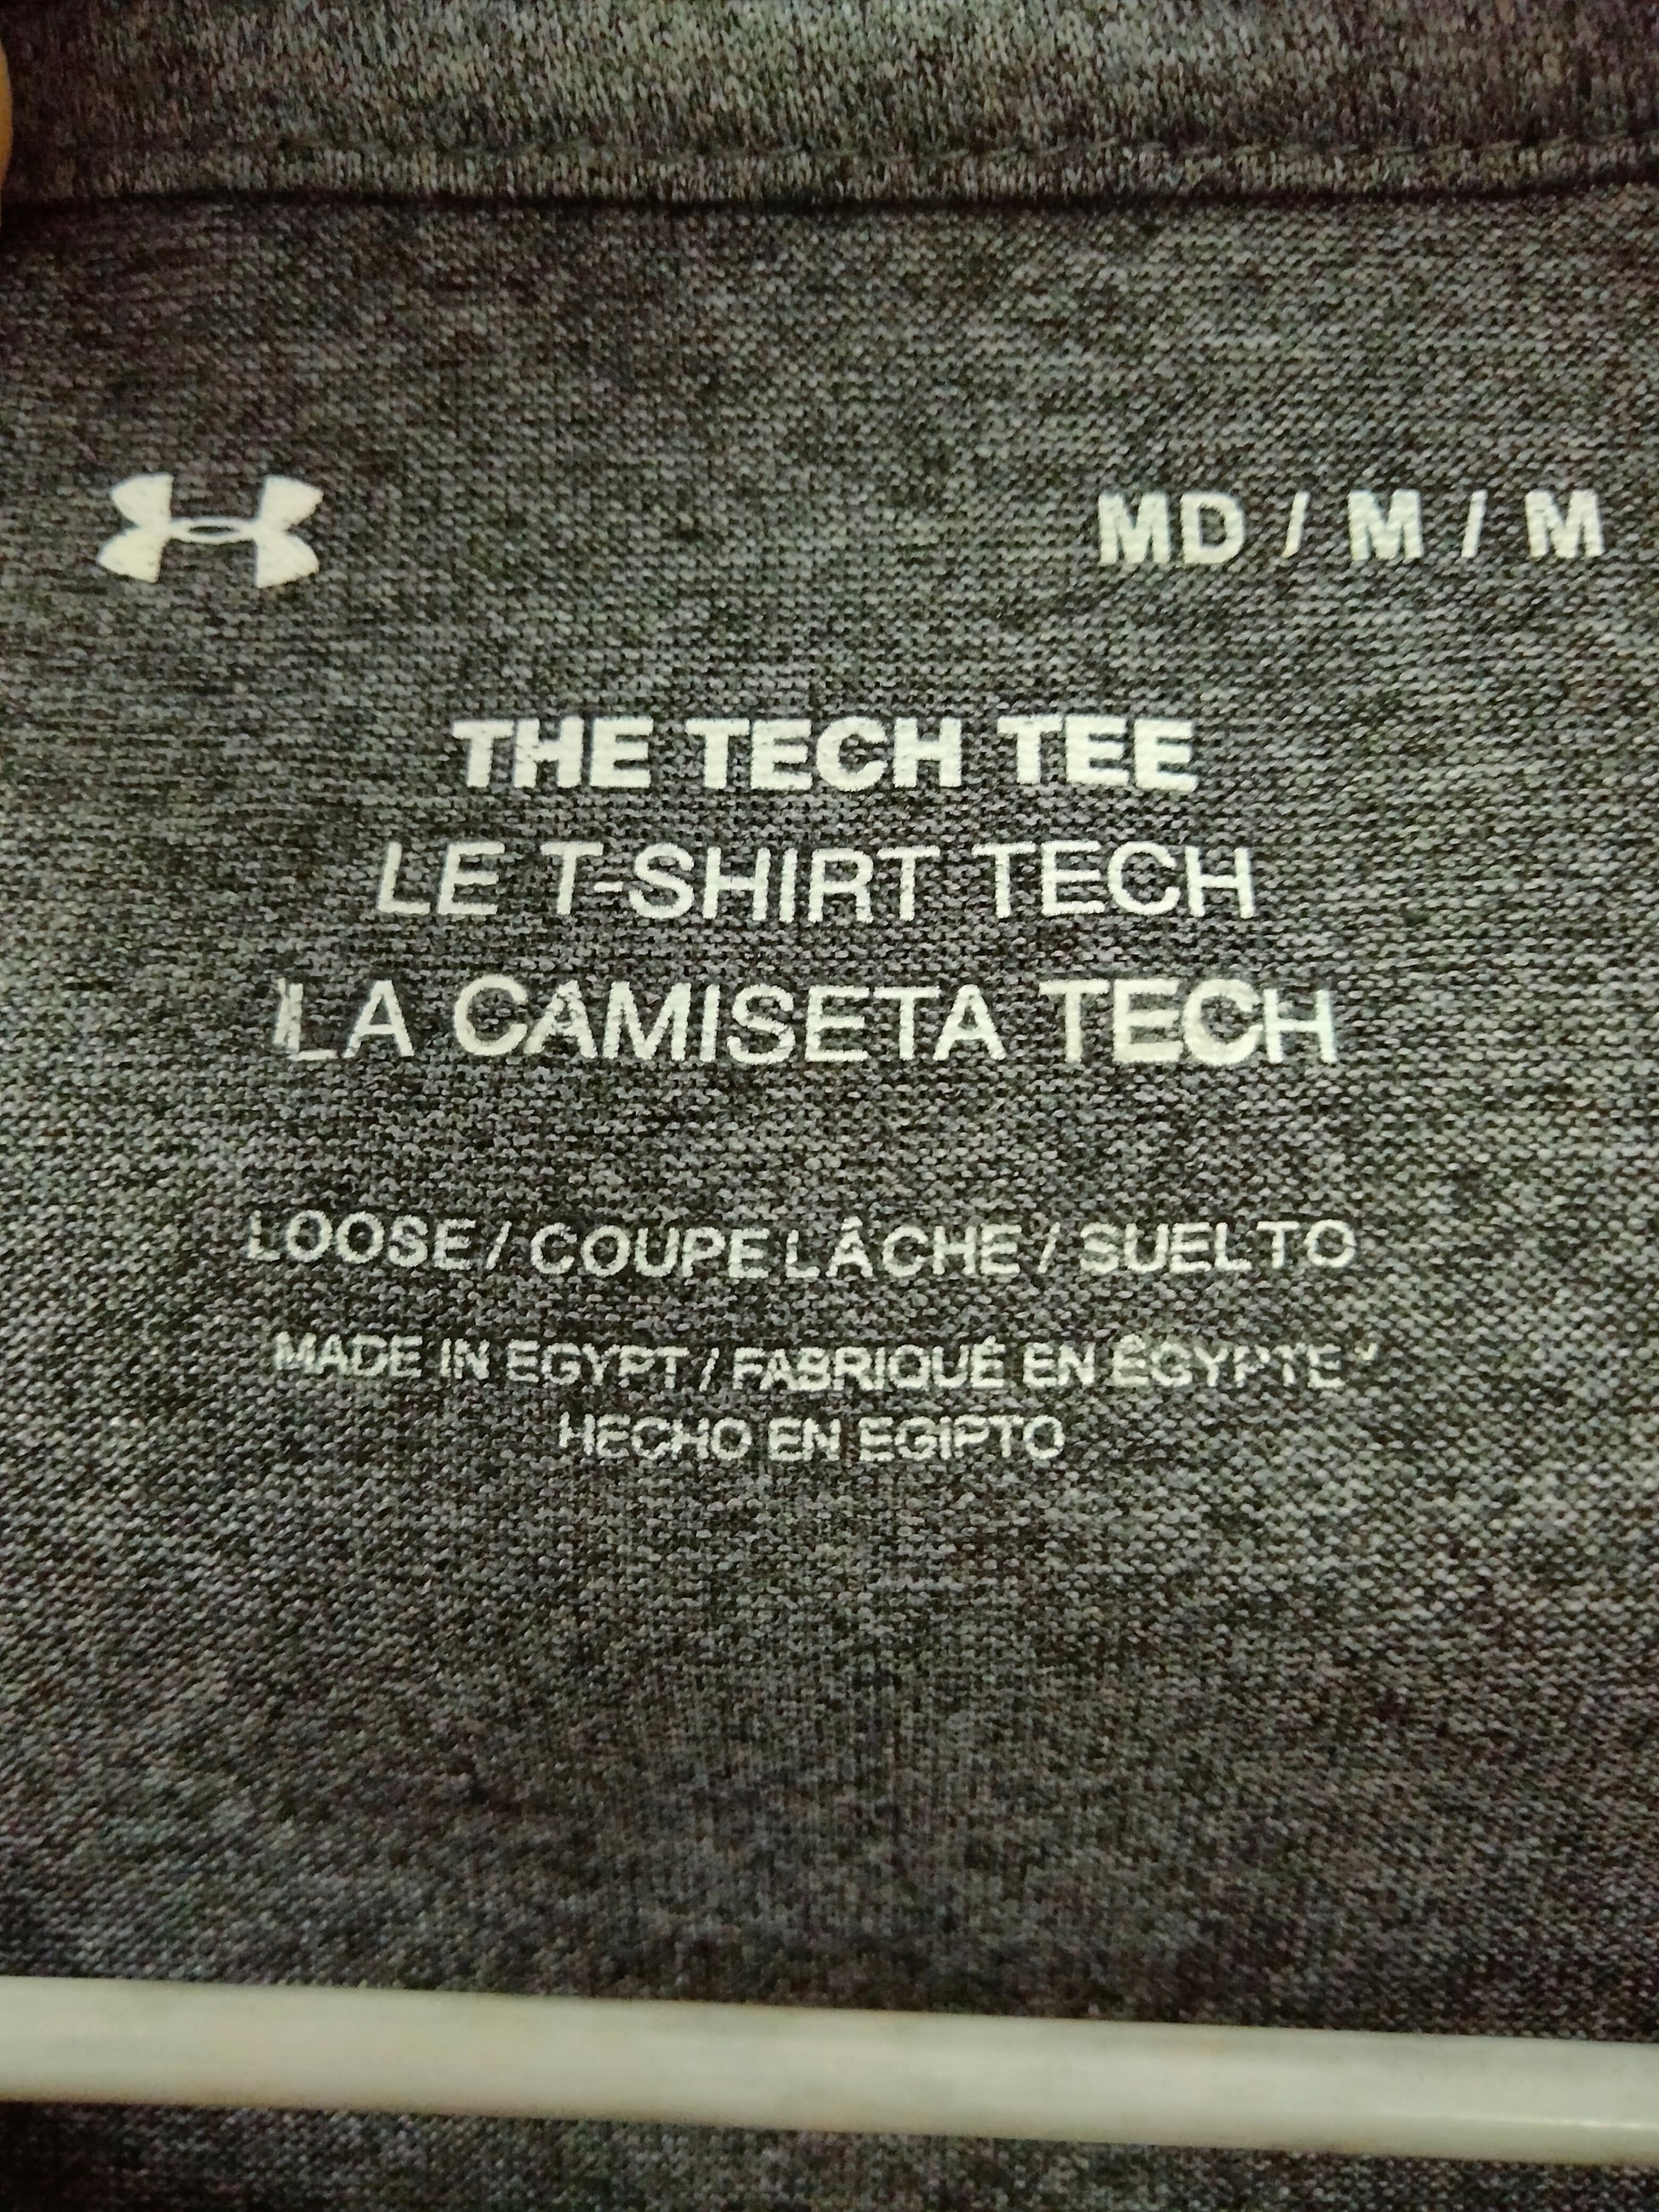 MD / M / M
THE TECH TEE
LE T-SHIRT TECH
LA CAMISETA TECH
LOOSE / COUPE LÂCHE / SUELTO
MADE IN EGYPT / FABRIQUÉ EN ÉGYPTE /
HECHO EN EGIPTO